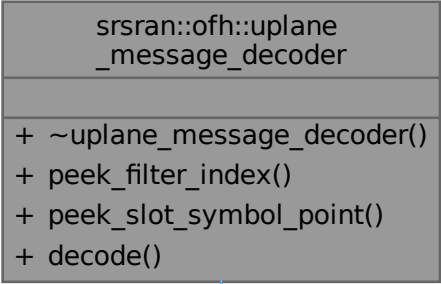 srsran::ofh::uplane
_message_decoder
+ ~uplane_message_decoder()
+ peek_filter_index()
+ peek_slot_symbol_point()
+ decode()